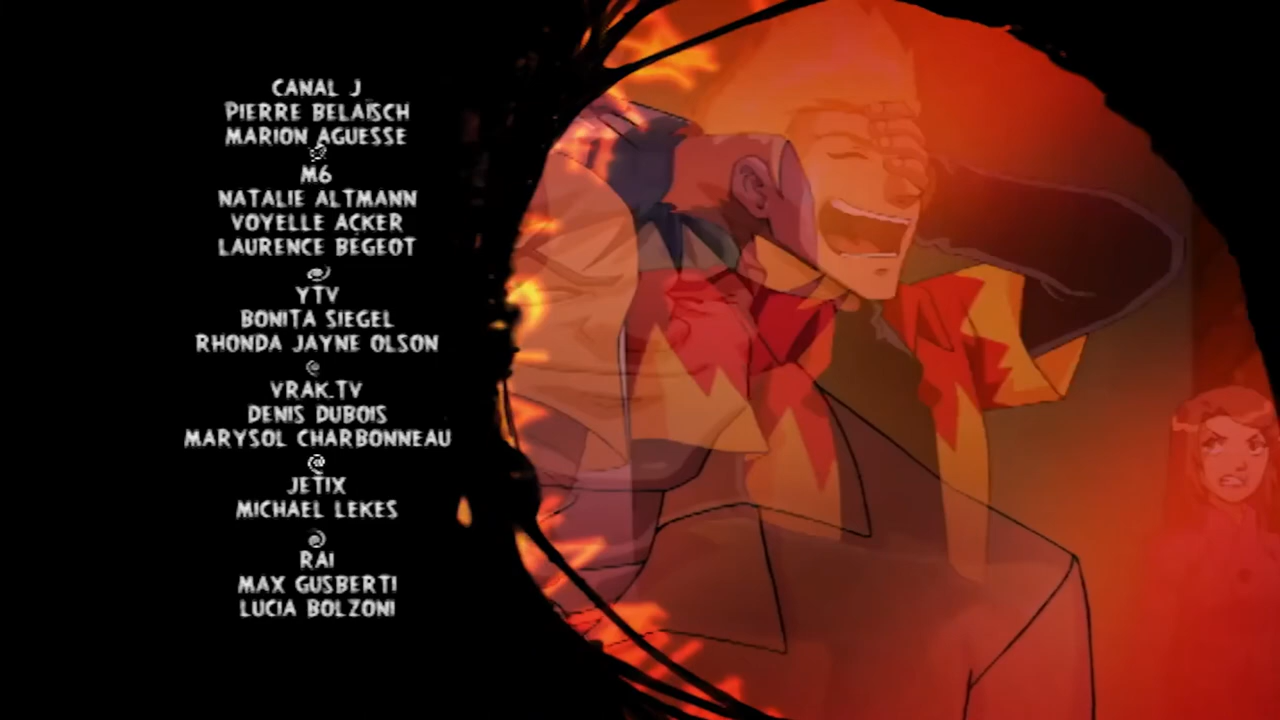 CANAL J
PIERRE BELAÏSCH
MARION AGUESSE
M6
NATALIE ALTMANN
VOYELLE ACKER
LAURENCE BÉGEOT
YTV
BONITA SIEGEL
RHONDA JAYNE OLSON
VRAK.TV
DENIS DUBOIS
MARYSOL CHARBONNEAU
JETIX
MICHAEL LEKES
RAI
MAX GUSBERTI
LUCIA BOLZONI